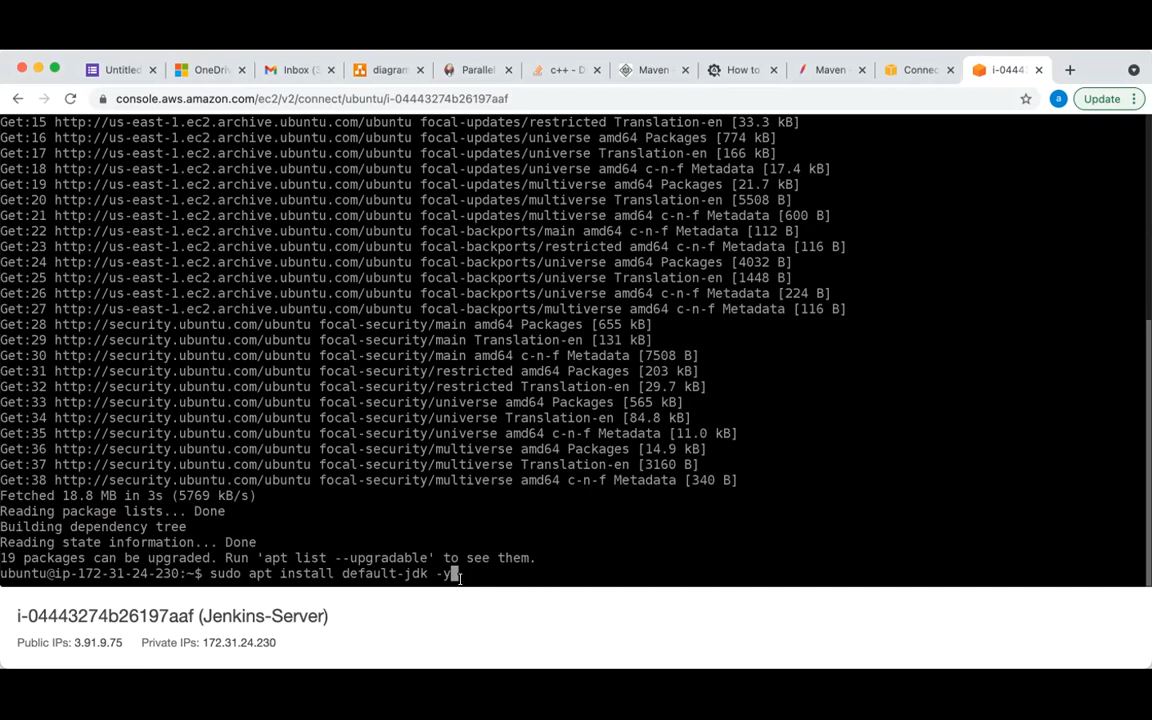 Untitled
OneDri
Inbox (3
diagram
Parallel
c++ - D
Maven
How to
Maven
Connec
i-0444
console.aws.amazon.com/ec2/v2/connect/ubuntu/i-04443274b26197aaf
a
Update
Get:15 http://us-east-1.ec2.archive.ubuntu.com/ubuntu focal-updates/restricted Translation-en [33.3 kB]
Get:16 http://us-east-1.ec2.archive.ubuntu.com/ubuntu focal-updates/universe amd64 Packages [774 kB]
Get:17 http://us-east-1.ec2.archive.ubuntu.com/ubuntu focal-updates/universe Translation-en [166 kB]
Get:18 http://us-east-1.ec2.archive.ubuntu.com/ubuntu focal-updates/universe amd64 c-n-f Metadata [17.4 kB]
Get:19 http://us-east-1.ec2.archive.ubuntu.com/ubuntu focal-updates/multiverse amd64 Packages [21.7 kB]
Get:20 http://us-east-1.ec2.archive.ubuntu.com/ubuntu focal-updates/multiverse Translation-en [5508 B]
Get:21 http://us-east-1.ec2.archive.ubuntu.com/ubuntu focal-updates/multiverse amd64 c-n-f Metadata [600 B]
Get:22 http://us-east-1.ec2.archive.ubuntu.com/ubuntu focal-backports/main amd64 c-n-f Metadata [112 B]
Get:23 http://us-east-1.ec2.archive.ubuntu.com/ubuntu focal-backports/restricted amd64 c-n-f Metadata [116 B]
Get:24 http://us-east-1.ec2.archive.ubuntu.com/ubuntu focal-backports/universe amd64 Packages [4032 B]
Get:25 http://us-east-1.ec2.archive.ubuntu.com/ubuntu focal-backports/universe Translation-en [1448 B]
Get:26 http://us-east-1.ec2.archive.ubuntu.com/ubuntu focal-backports/universe amd64 c-n-f Metadata [224 B]
Get:27 http://us-east-1.ec2.archive.ubuntu.com/ubuntu focal-backports/multiverse amd64 c-n-f Metadata [116 B]
Get:28 http://security.ubuntu.com/ubuntu focal-security/main amd64 Packages [655 kB]
Get:29 http://security.ubuntu.com/ubuntu focal-security/main Translation-en [131 kB]
Get:30 http://security.ubuntu.com/ubuntu focal-security/main amd64 c-n-f Metadata [7508 B]
Get:31 http://security.ubuntu.com/ubuntu focal-security/restricted amd64 Packages [203 kB]
Get:32 http://security.ubuntu.com/ubuntu focal-security/restricted Translation-en [29.7 kB]
Get:33 http://security.ubuntu.com/ubuntu focal-security/universe amd64 Packages [565 kB]
Get:34 http://security.ubuntu.com/ubuntu focal-security/universe Translation-en [84.8 kB]
Get:35 http://security.ubuntu.com/ubuntu focal-security/universe amd64 c-n-f Metadata [11.0 kB]
Get:36 http://security.ubuntu.com/ubuntu focal-security/multiverse amd64 Packages [14.9 kB]
Get:37 http://security.ubuntu.com/ubuntu focal-security/multiverse Translation-en [3160 B]
Get:38 http://security.ubuntu.com/ubuntu focal-security/multiverse amd64 c-n-f Metadata [340 B]
Fetched 18.8 MB in 3s (5769 kB/s)
Reading package lists... Done
Building dependency tree
Reading state information... Done
19 packages can be upgraded. Run 'apt list --upgradable' to see them.
ubuntu@ip-172-31-24-230:~$ sudo apt install default-jdk -y
i-04443274b26197aaf (Jenkins-Server)
Public IPs: 3.91.9.75 Private IPs: 172.31.24.230